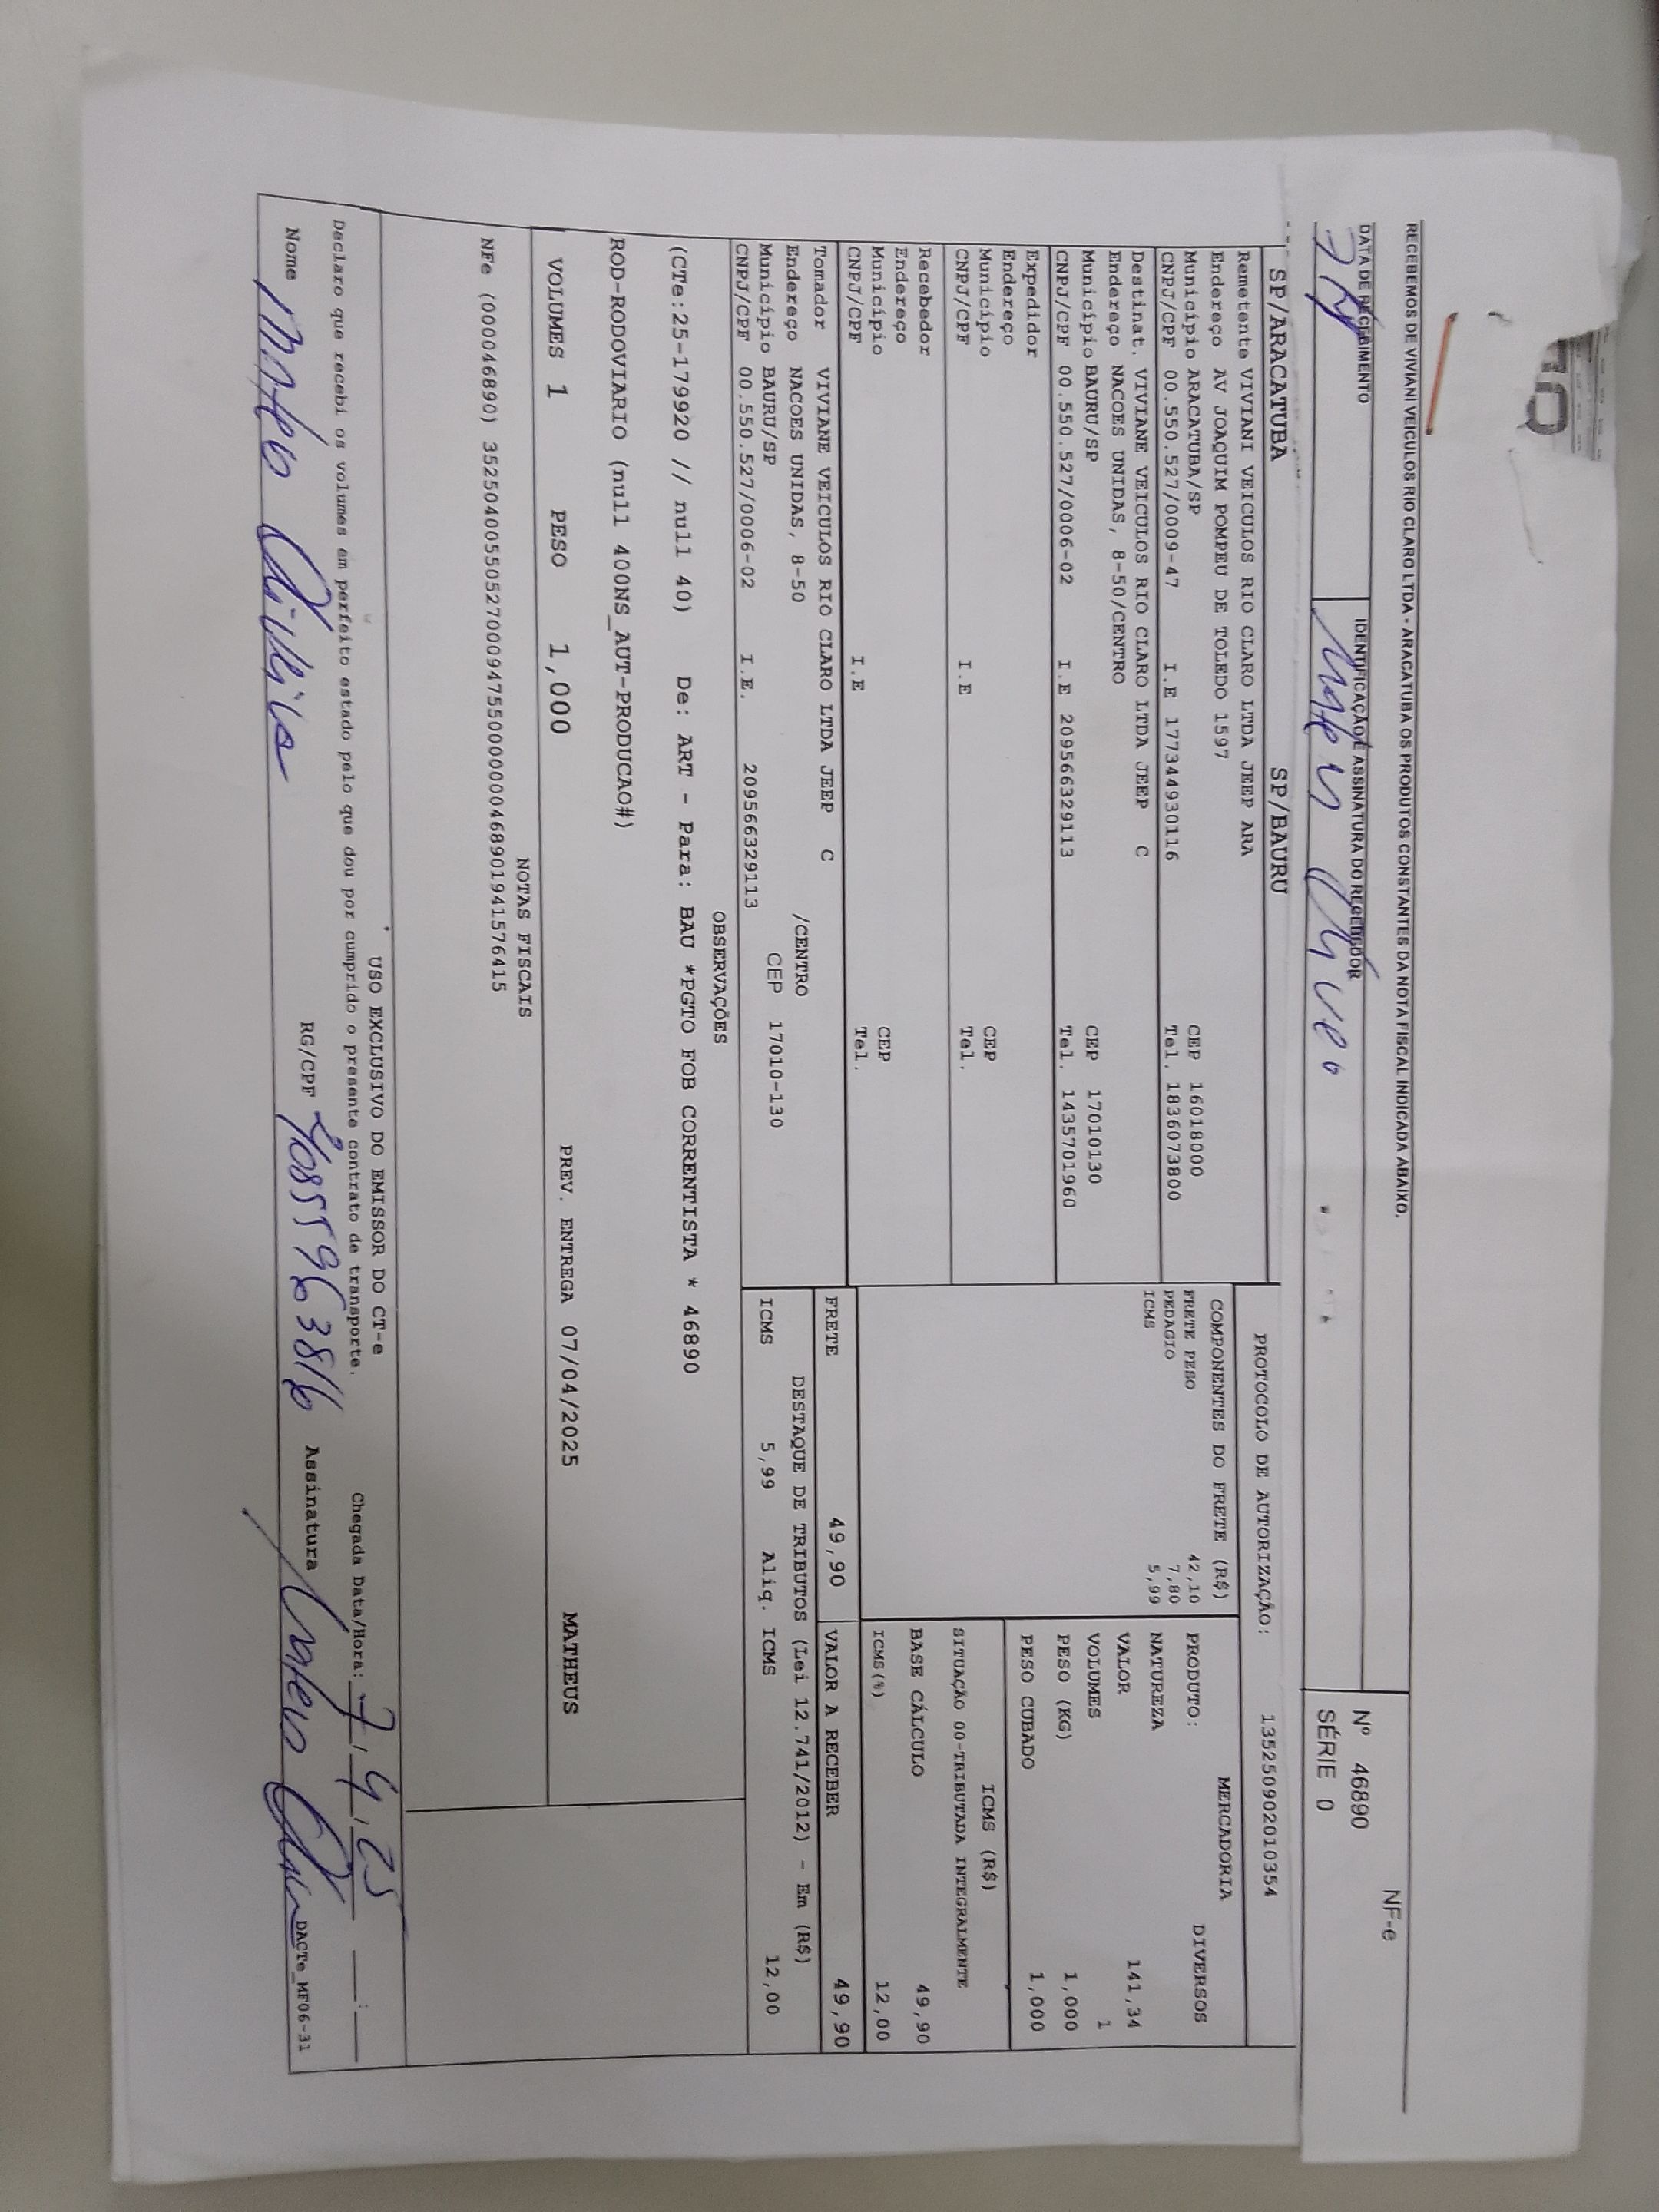 RECEBEMOS DE VIVIANI VEICULOS RIO CLARO LTDA - ARACATUBA OS PRODUTOS CONSTANTES DA NOTA FISCAL INDICADA ABAIXO.
NF-e
DATA DE RECEBIMENTO
IDENTIFICAÇÃO E ASSINATURA DO RECEBEDOR
Nº 46890
SÉRIE 0
SP/ARACATUBA SP/BAURU
PROTOCOLO DE AUTORIZAÇÃO: 135250902010354
Remetente VIVIANI VEICULOS RIO CLARO LTDA JEEP ARA
Endereço AV JOAQUIM POMPEU DE TOLEDO 1597
Município ARACATUBA/SP CEP 16018000
CNPJ/CPF 00.550.527/0009-47 I.E 177344930116 Tel. 1836073800
Destinat. VIVIANE VEICULOS RIO CLARO LTDA JEEP C
Endereço NACOES UNIDAS, 8-50/CENTRO
Município BAURU/SP CEP 17010130
CNPJ/CPF 00.550.527/0006-02 I.E 209566329113 Tel. 1435701960
Expedidor
Endereço
Município CEP
CNPJ/CPF I.E Tel.
Recebedor
Endereço
Município CEP
CNPJ/CPF I.E Tel.
Tomador VIVIANE VEICULOS RIO CLARO LTDA JEEP C
Endereço NACOES UNIDAS, 8-50 /CENTRO
Município BAURU/SP CEP 17010-130
CNPJ/CPF 00.550.527/0006-02 I.E. 209566329113
COMPONENTES DO FRETE (R$)
FRETE PESO 42,10
PEDAGIO 7,80
ICMS 5,99
MERCADORIA
PRODUTO: DIVERSOS
NATUREZA
VALOR 141,34
VOLUMES 1
PESO (KG) 1,000
PESO CUBADO 1,000
ICMS (R$)
SITUAÇÃO 00-TRIBUTADA INTEGRALMENTE
BASE CÁLCULO 49,90
ICMS(%) 12,00
FRETE 49,90 VALOR A RECEBER 49,90
DESTAQUE DE TRIBUTOS (Lei 12.741/2012) - Em (R$)
ICMS 5,99 Aliq. ICMS 12,00
OBSERVAÇÕES
(CTe:25-179920 // null 40) De: ART - Para: BAU *PGTO FOB CORRENTISTA * 46890
ROD-RODOVIARIO (null 400NS_AUT-PRODUCAO#)
VOLUMES 1 PESO 1,000 PREV. ENTREGA 07/04/2025 MATHEUS
NOTAS FISCAIS
NFe (000046890) 35250400550527000947550000000468901941576415
USO EXCLUSIVO DO EMISSOR DO CT-e
Declaro que recebi os volumes em perfeito estado pelo que dou por cumprido o presente contrato de transporte. Chegada Data/Hora: 7/4/25 __:__
Nome RG/CPF Assinatura DACTe_MF06-31